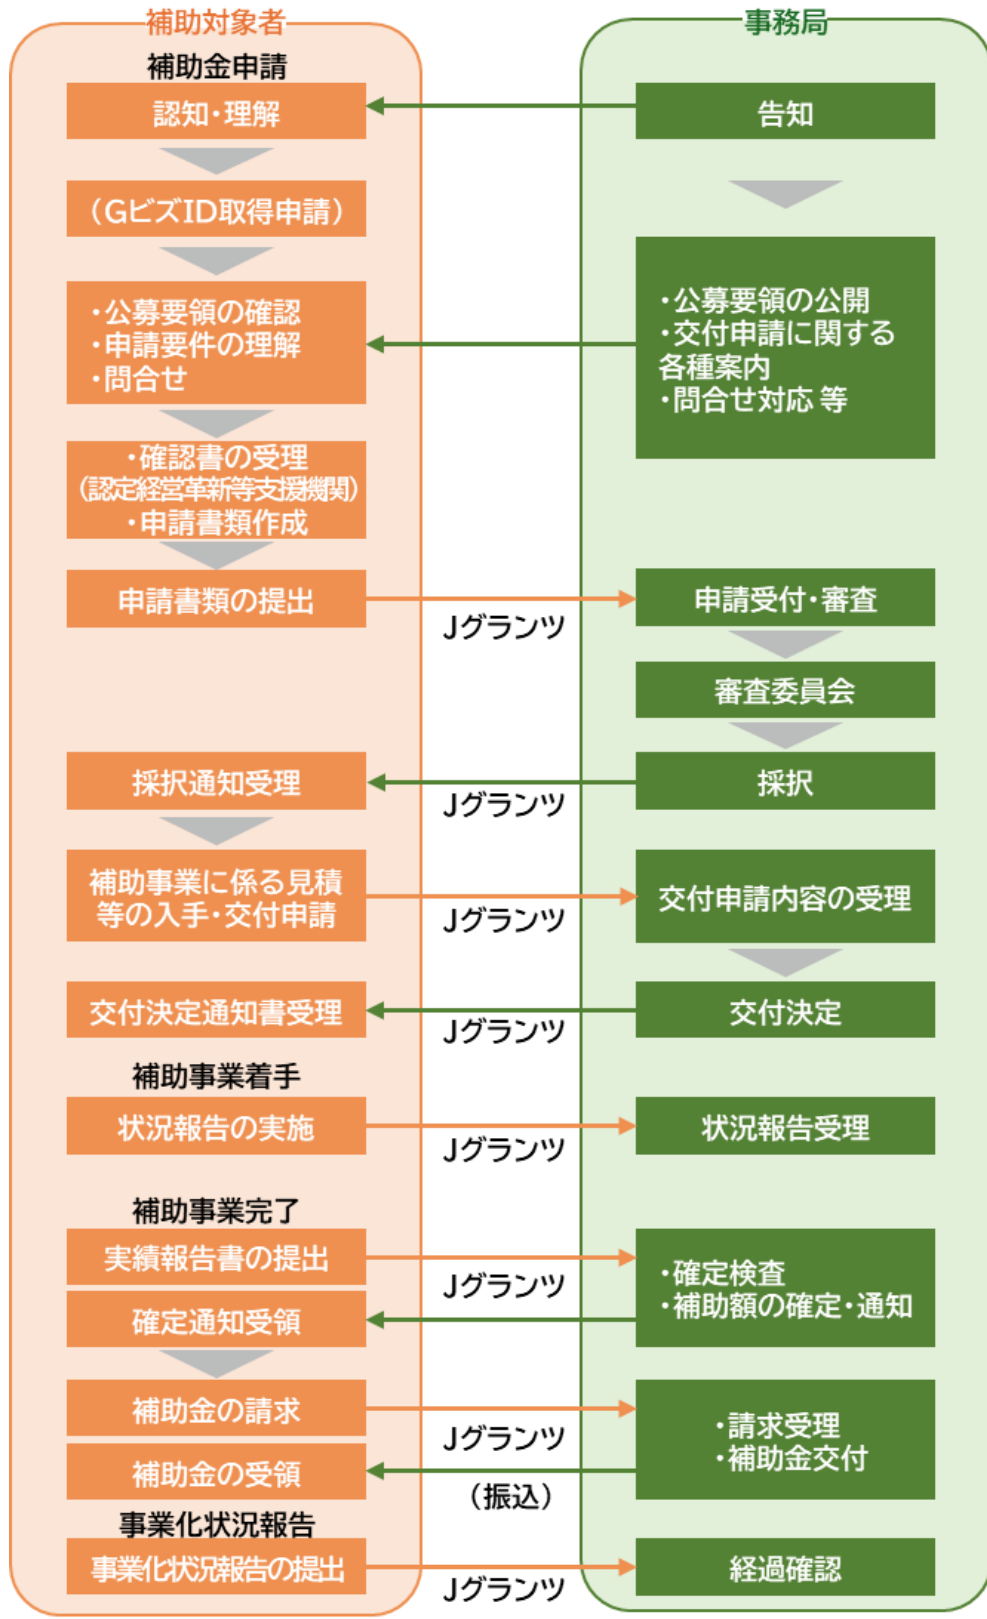 補助対象者
事務局
補助金申請
認知・理解
告知
（GビズID取得申請）
・公募要領の確認
・申請要件の理解
・問合せ
・公募要領の公開
・交付申請に関する
各種案内
・問合せ対応 等
・確認書の受理
（認定経営革新等支援機関）
・申請書類作成
申請書類の提出
Jグランツ
申請受付・審査
審査委員会
採択通知受理
Jグランツ
採択
補助事業に係る見積
等の入手・交付申請
Jグランツ
交付申請内容の受理
交付決定通知書受理
Jグランツ
交付決定
補助事業着手
状況報告の実施
Jグランツ
状況報告受理
補助事業完了
実績報告書の提出
Jグランツ
確定通知受領
・確定検査
・補助額の確定・通知
補助金の請求
Jグランツ
補助金の受領
（振込）
・請求受理
・補助金交付
事業化状況報告
事業化状況報告の提出
Jグランツ
経過確認